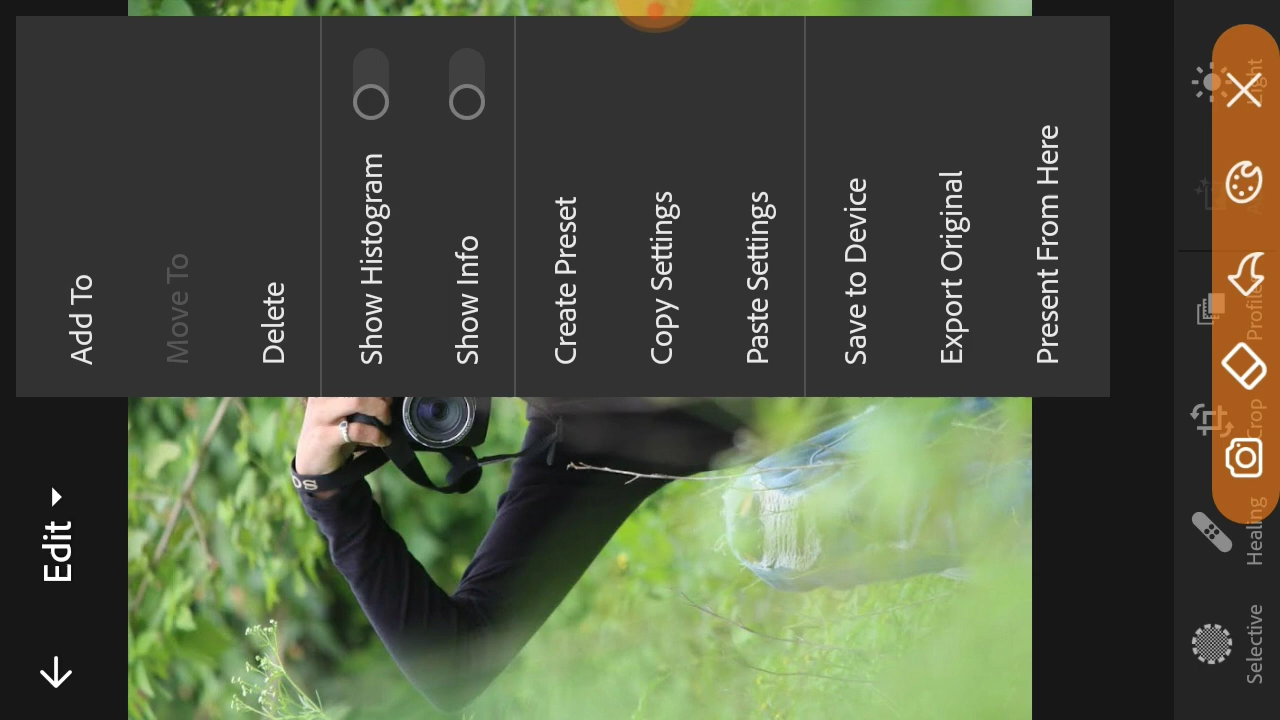 Edit
Add To
Move To
Delete
Show Histogram
Show Info
Create Preset
Copy Settings
Paste Settings
Save to Device
Export Original
Present From Here
Selective
Healing
Crop
Profile
Light